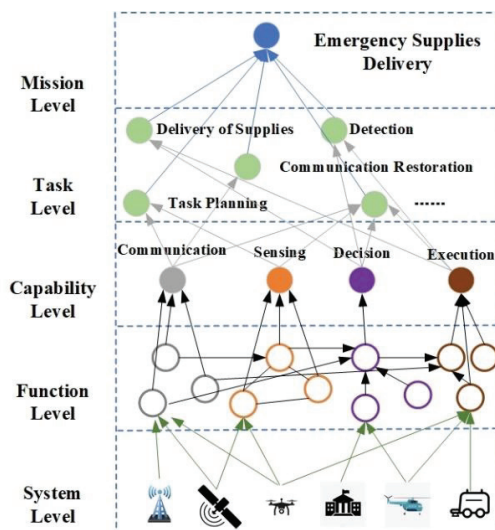 Emergency Supplies
Delivery
Mission
Level
Delivery of Supplies
Detection
Communication Restoration
Task
Level
Task Planning
......
Communication
Sensing
Decision
Execution
Capability
Level
Function
Level
System
Level